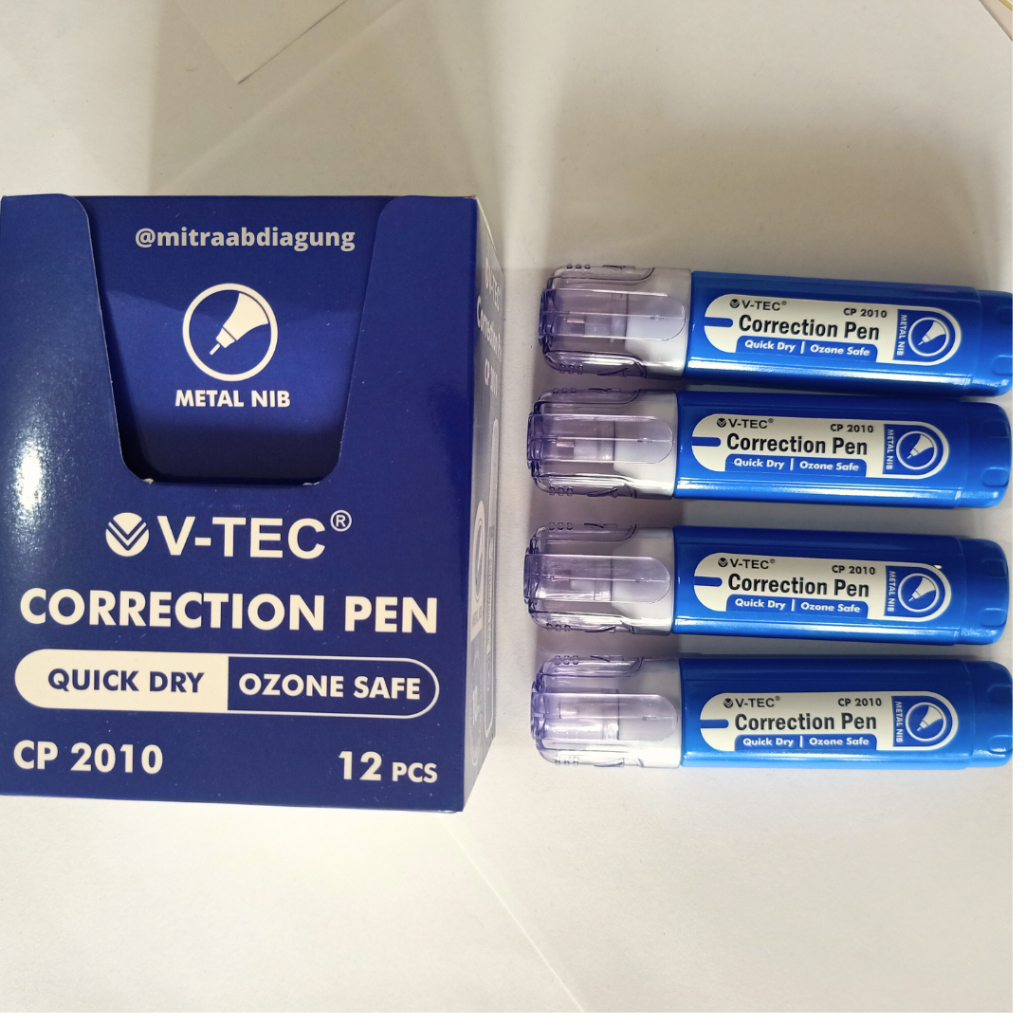 @mitraabdiagung
METAL NIB
V-TEC®
CORRECTION PEN
QUICK DRY
OZONE SAFE
CP 2010
12 PCS
V-TEC®
CP 2010
Correction Pen
Quick Dry | Ozone Safe
METAL NIB
V-TEC®
CP 2010
Correction Pen
Quick Dry | Ozone Safe
METAL NIB
V-TEC®
CP 2010
Correction Pen
Quick Dry | Ozone Safe
METAL NIB
V-TEC®
CP 2010
Correction Pen
Quick Dry | Ozone Safe
METAL NIB